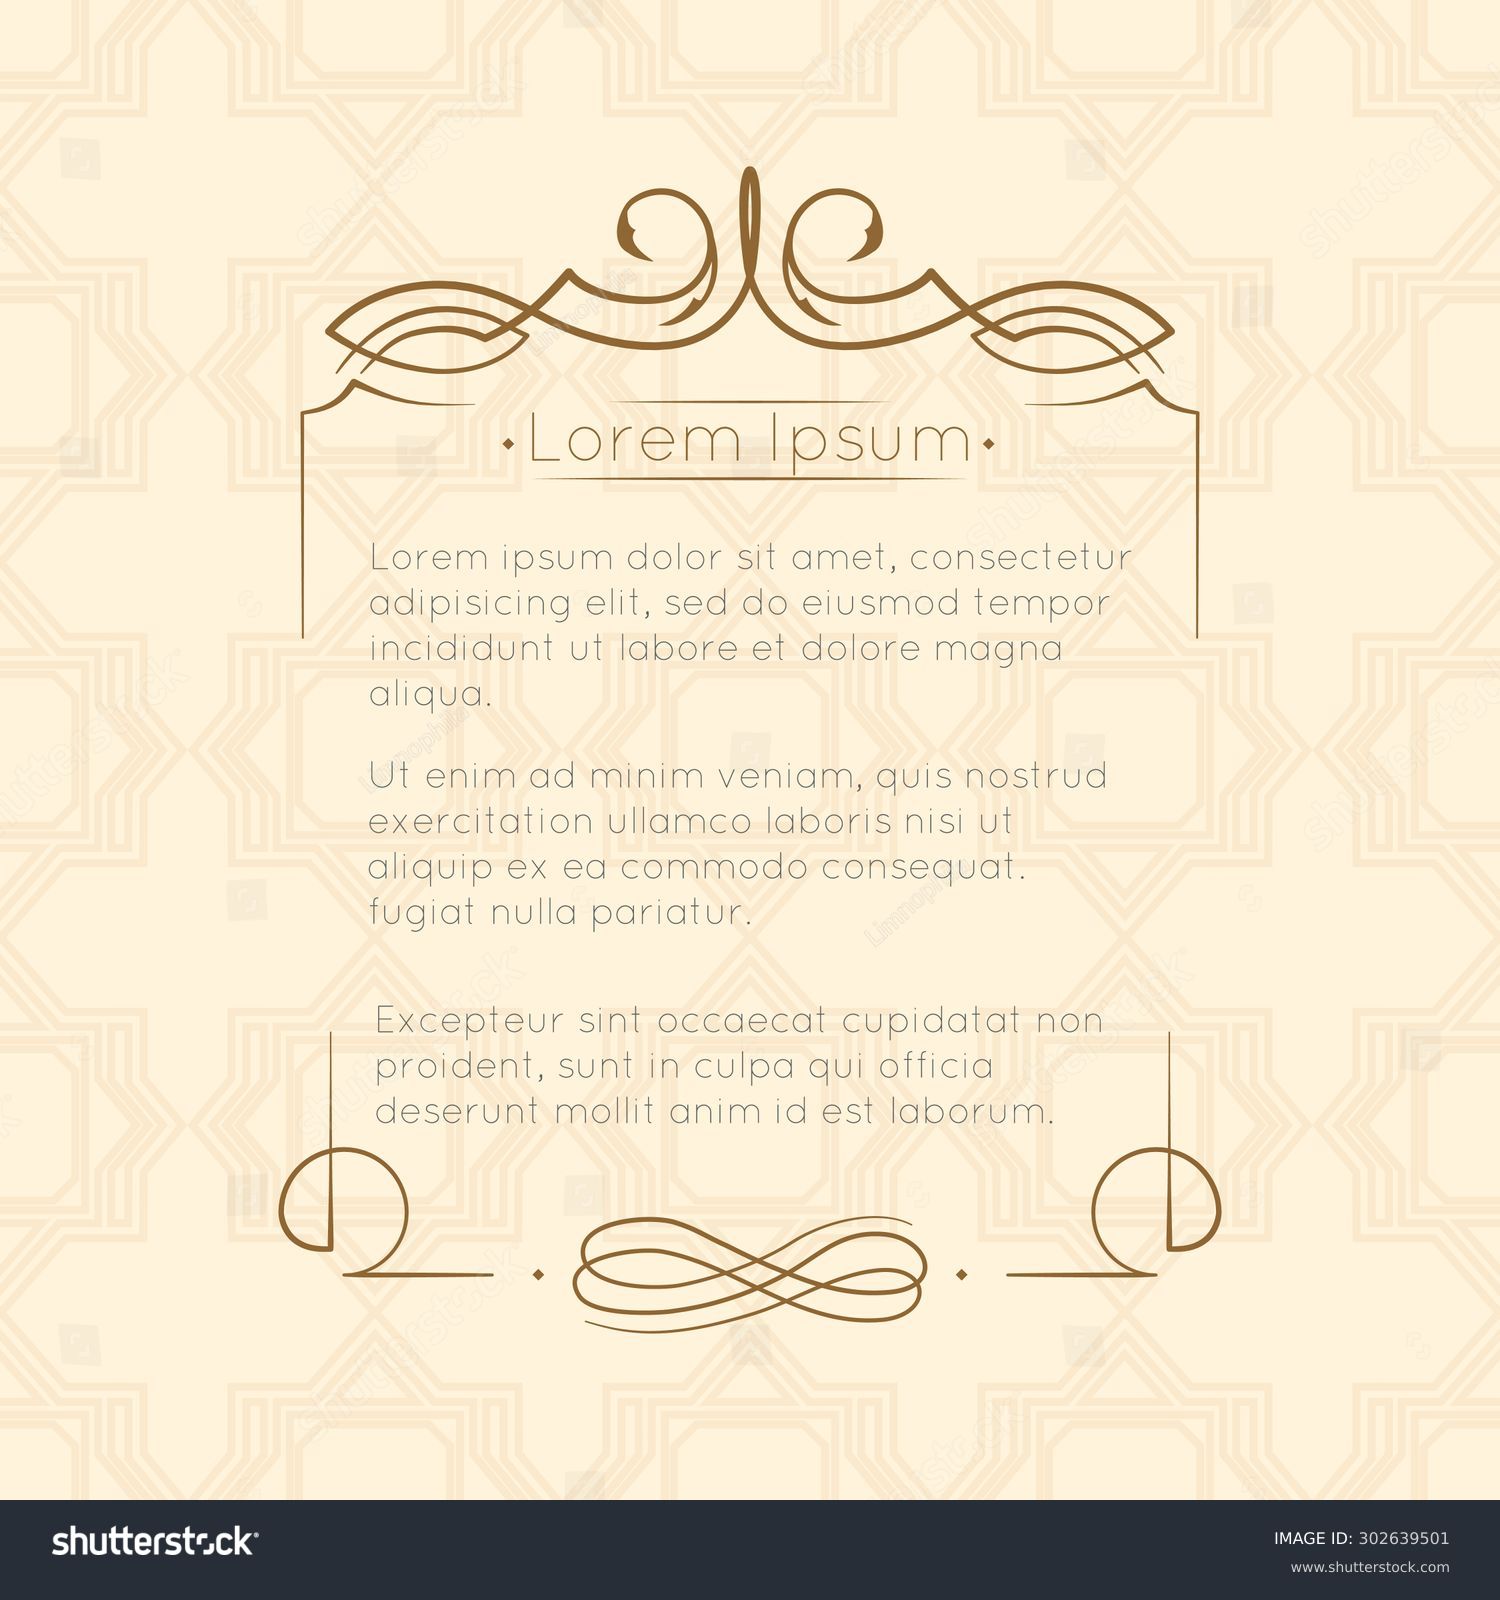 Lorem Ipsum
Lorem ipsum dolor sit amet, consectetur
adipisicing elit, sed do eiusmod tempor
incididunt ut labore et dolore magna
aliqua.
Ut enim ad minim veniam, quis nostrud
exercitation ullamco laboris nisi ut
aliquip ex ea commodo consequat.
fugiat nulla pariatur.
Excepteur sint occaecat cupidatat non
proident, sunt in culpa qui officia
deserunt mollit anim id est laborum.
shutterstock
IMAGE ID: 302639501
www.shutterstock.com